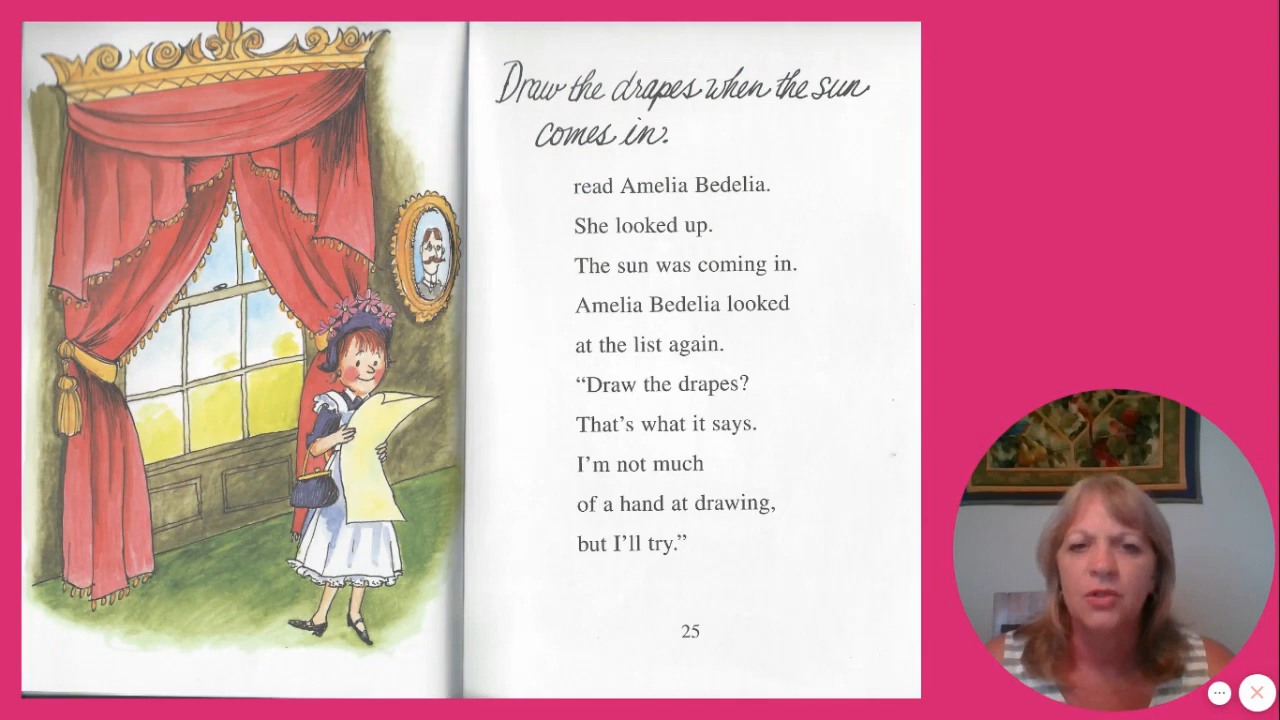 Draw the drapes when the sun
comes in.
read Amelia Bedelia.
She looked up.
The sun was coming in.
Amelia Bedelia looked
at the list again.
“Draw the drapes?
That’s what it says.
I’m not much
of a hand at drawing,
but I’ll try.”
25